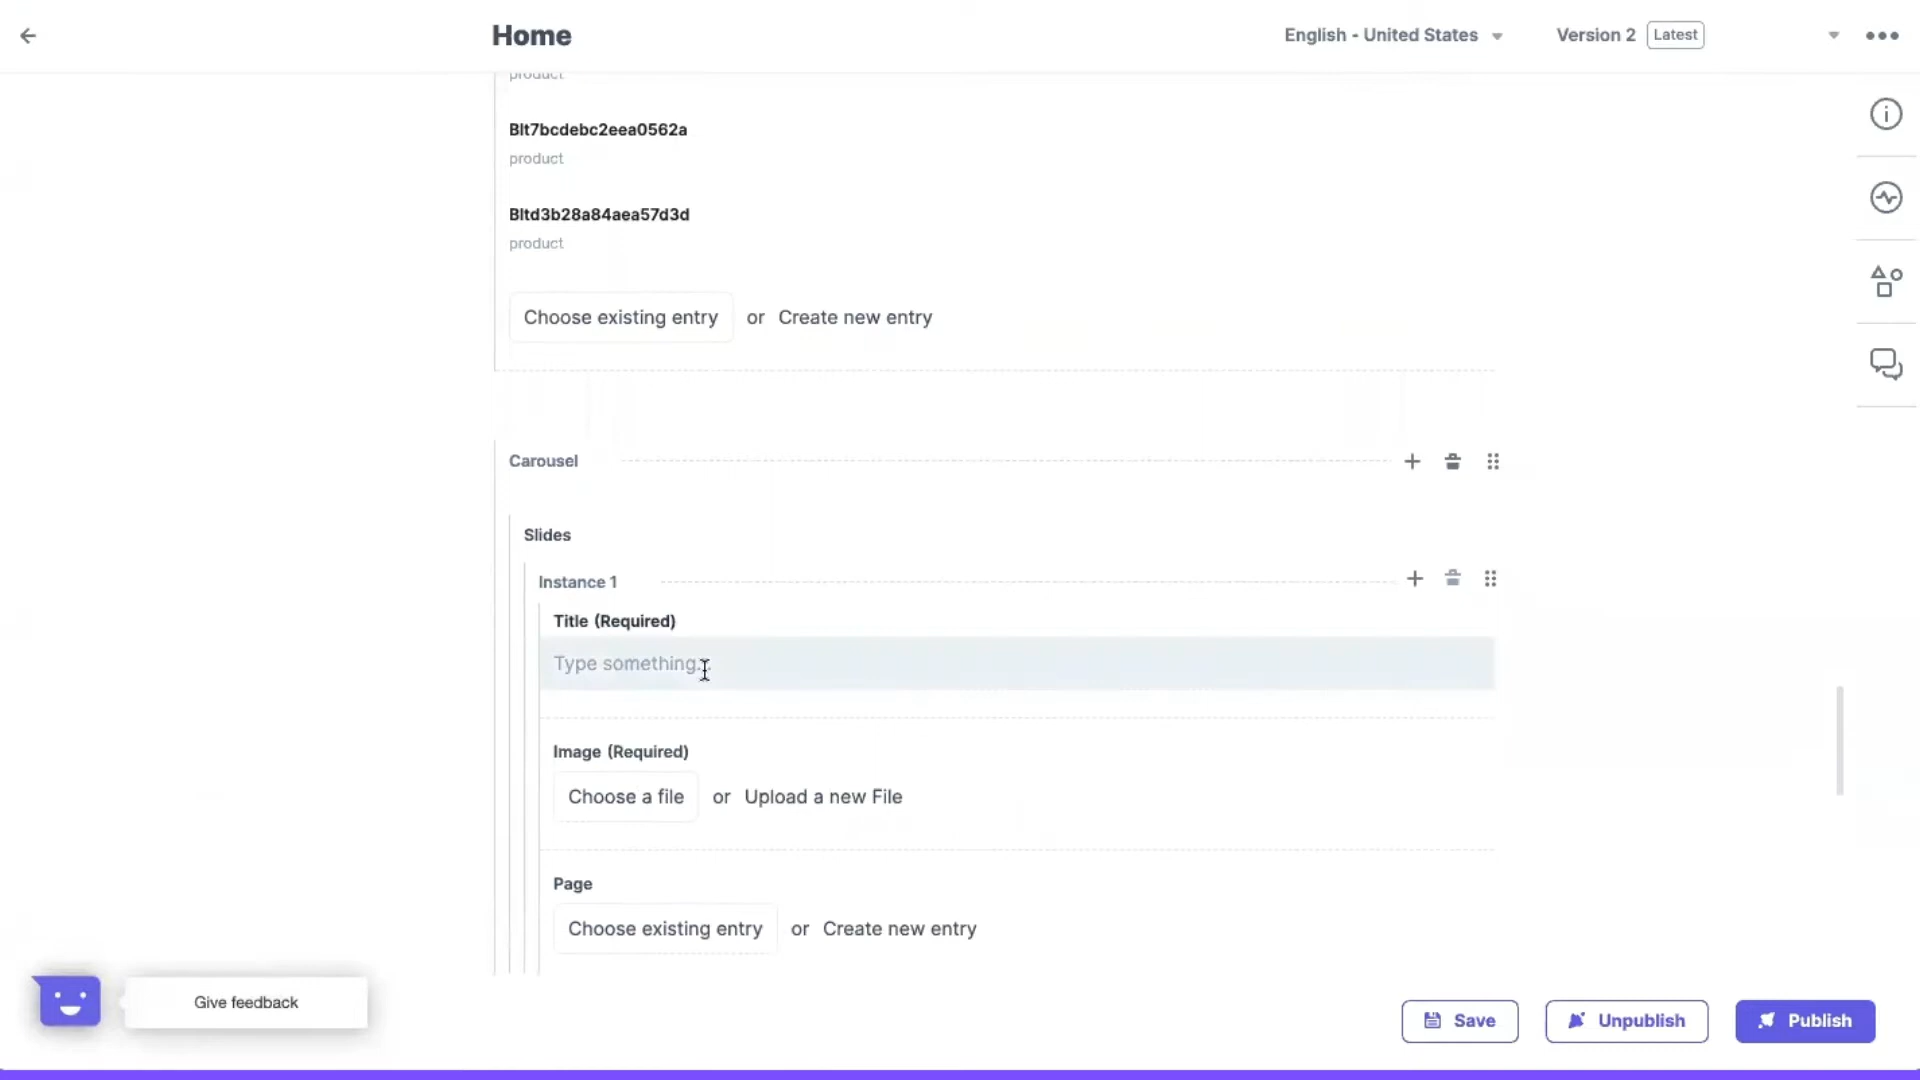 Home
English - United States
Version 2 Latest
product
Blt7bcdebc2eea0562a
product
Bltd3b28a84aea57d3d
product
Choose existing entry or Create new entry
Carousel
Slides
Instance 1
Title (Required)
Type something...
Image (Required)
Choose a file or Upload a new File
Page
Choose existing entry or Create new entry
Give feedback
Save Unpublish Publish